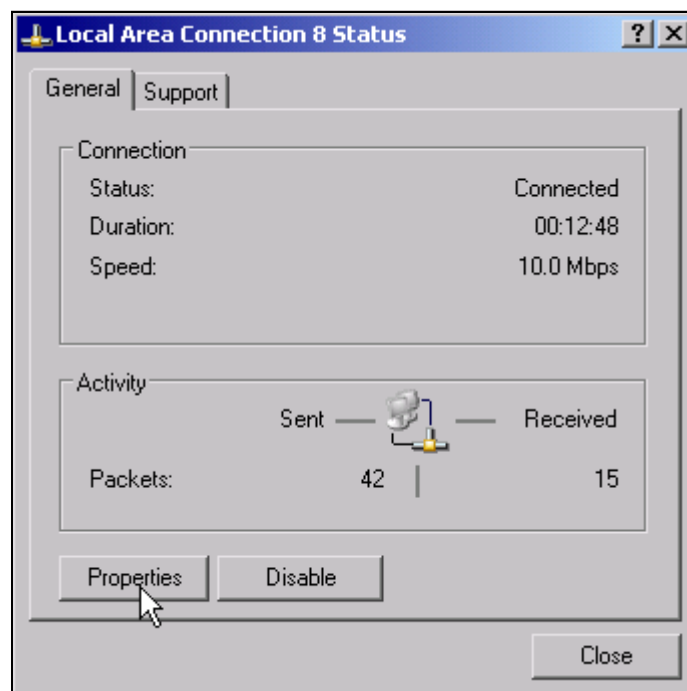 Local Area Connection 8 Status
General Support
Connection
Status: Connected
Duration: 00:12:48
Speed: 10.0 Mbps
Activity
Sent Received
Packets: 42 15
Properties Disable
Close